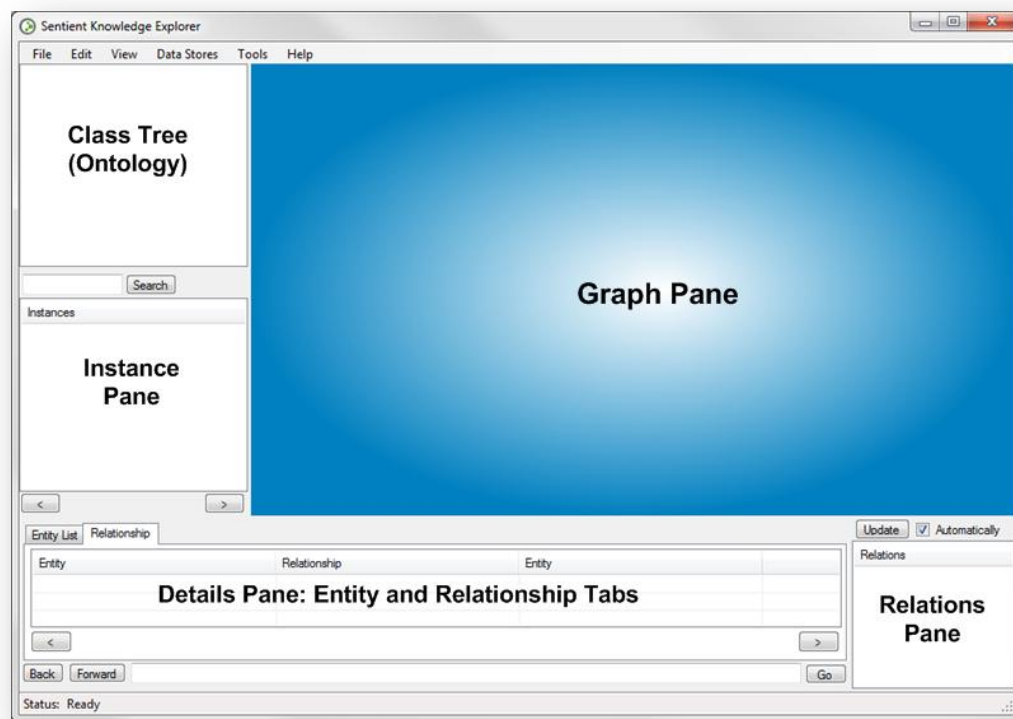 Sentient Knowledge Explorer
File Edit View Data Stores Tools Help
Class Tree
(Ontology)
Search
Graph Pane
Instances
Instance
Pane
< >
Entity List Relationship
Update Automatically
Entity Relationship Entity
Relations
Details Pane: Entity and Relationship Tabs
Relations
Pane
< >
Back Forward Go
Status: Ready